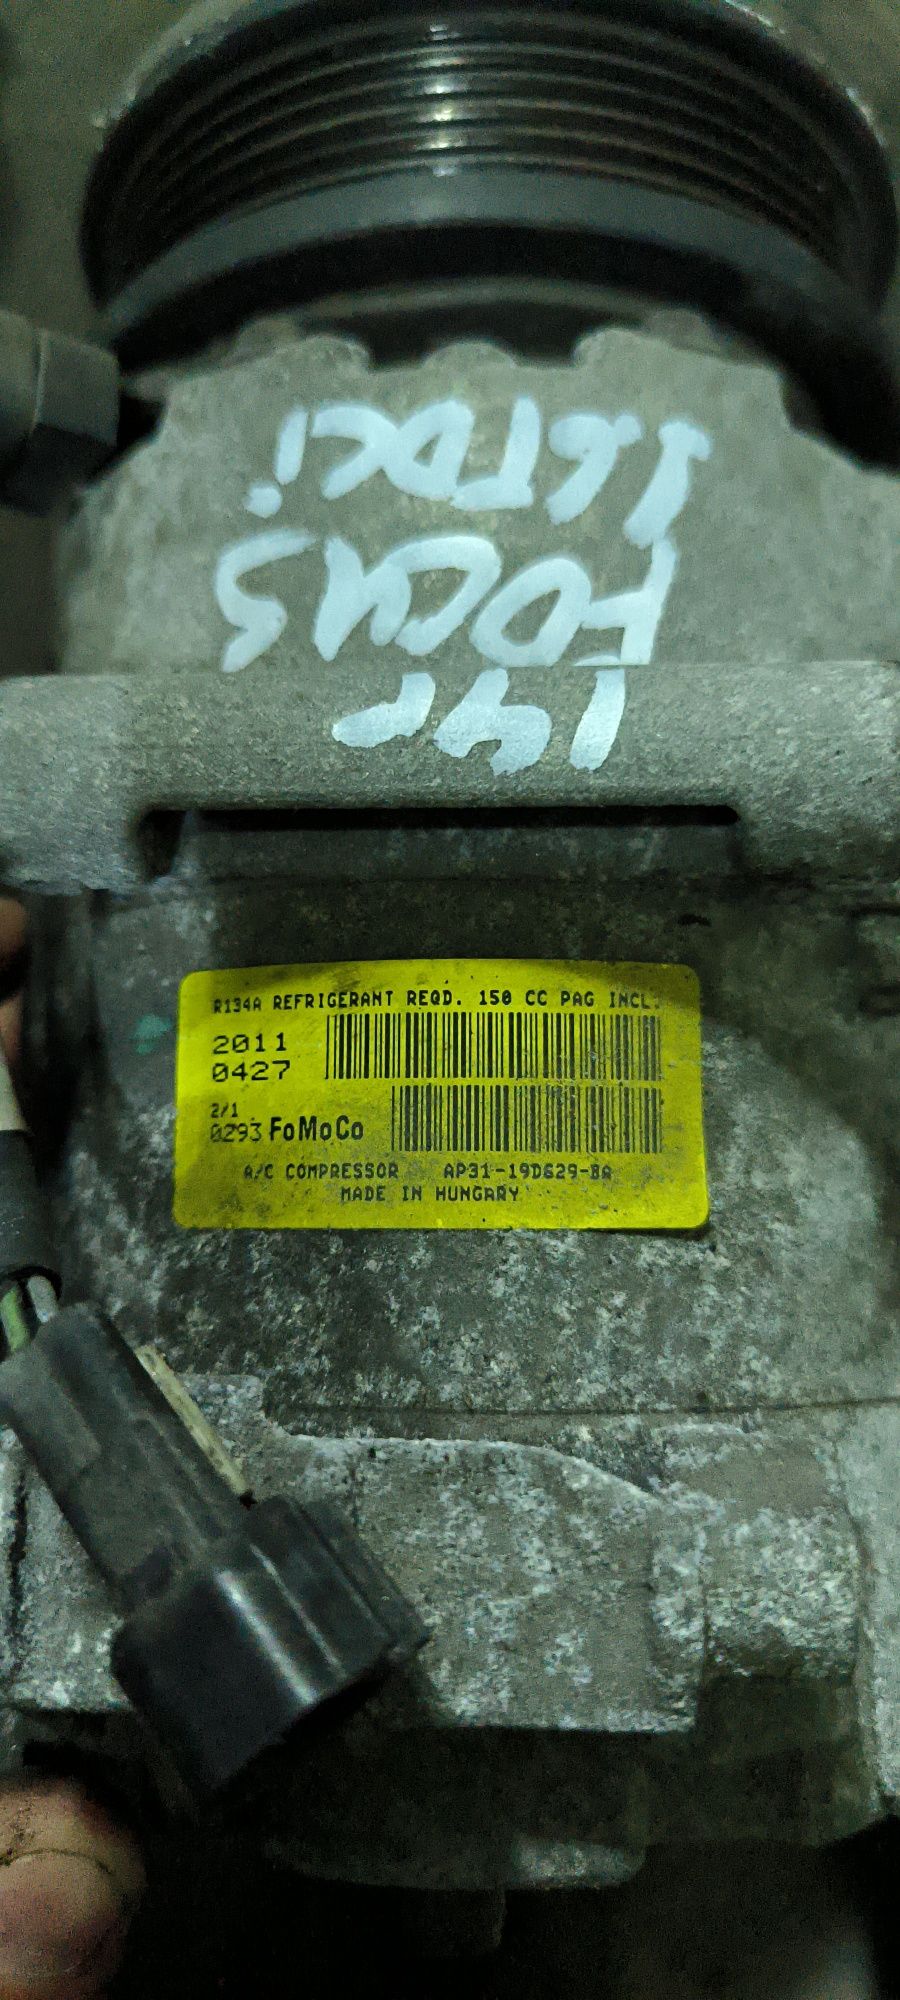 1.6TDCi
FOCUS
14r
R134A REFRIGERANT REQD. 150 CC PAG INCL.
2011
0427
2/1
0293 FoMoCo
A/C COMPRESSOR AP31-19D629-BA
MADE IN HUNGARY